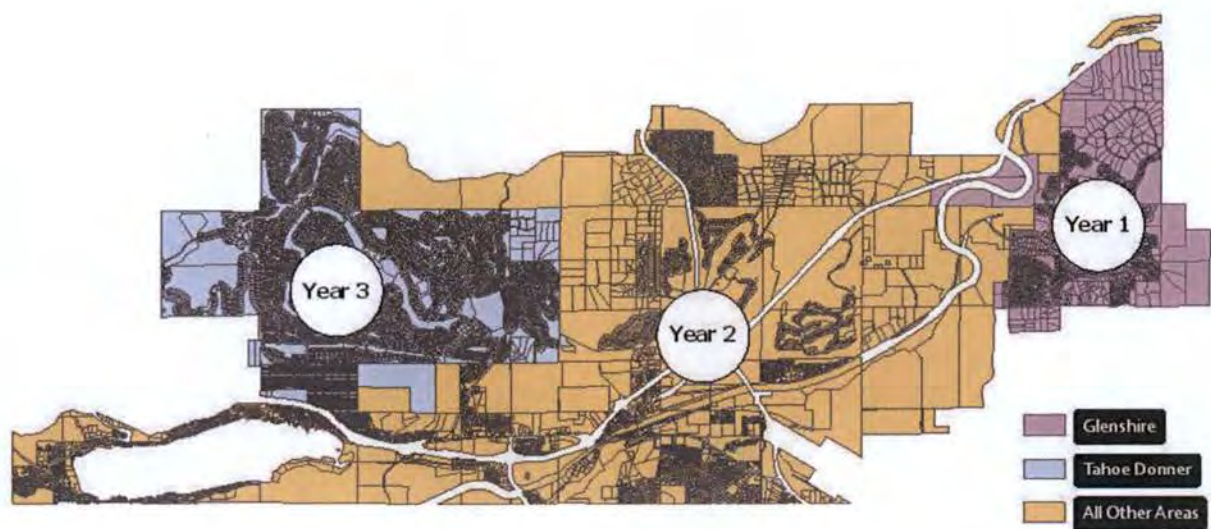 Year 1
Year 3
Year 2
Glenshire
Tahoe Donner
All Other Areas